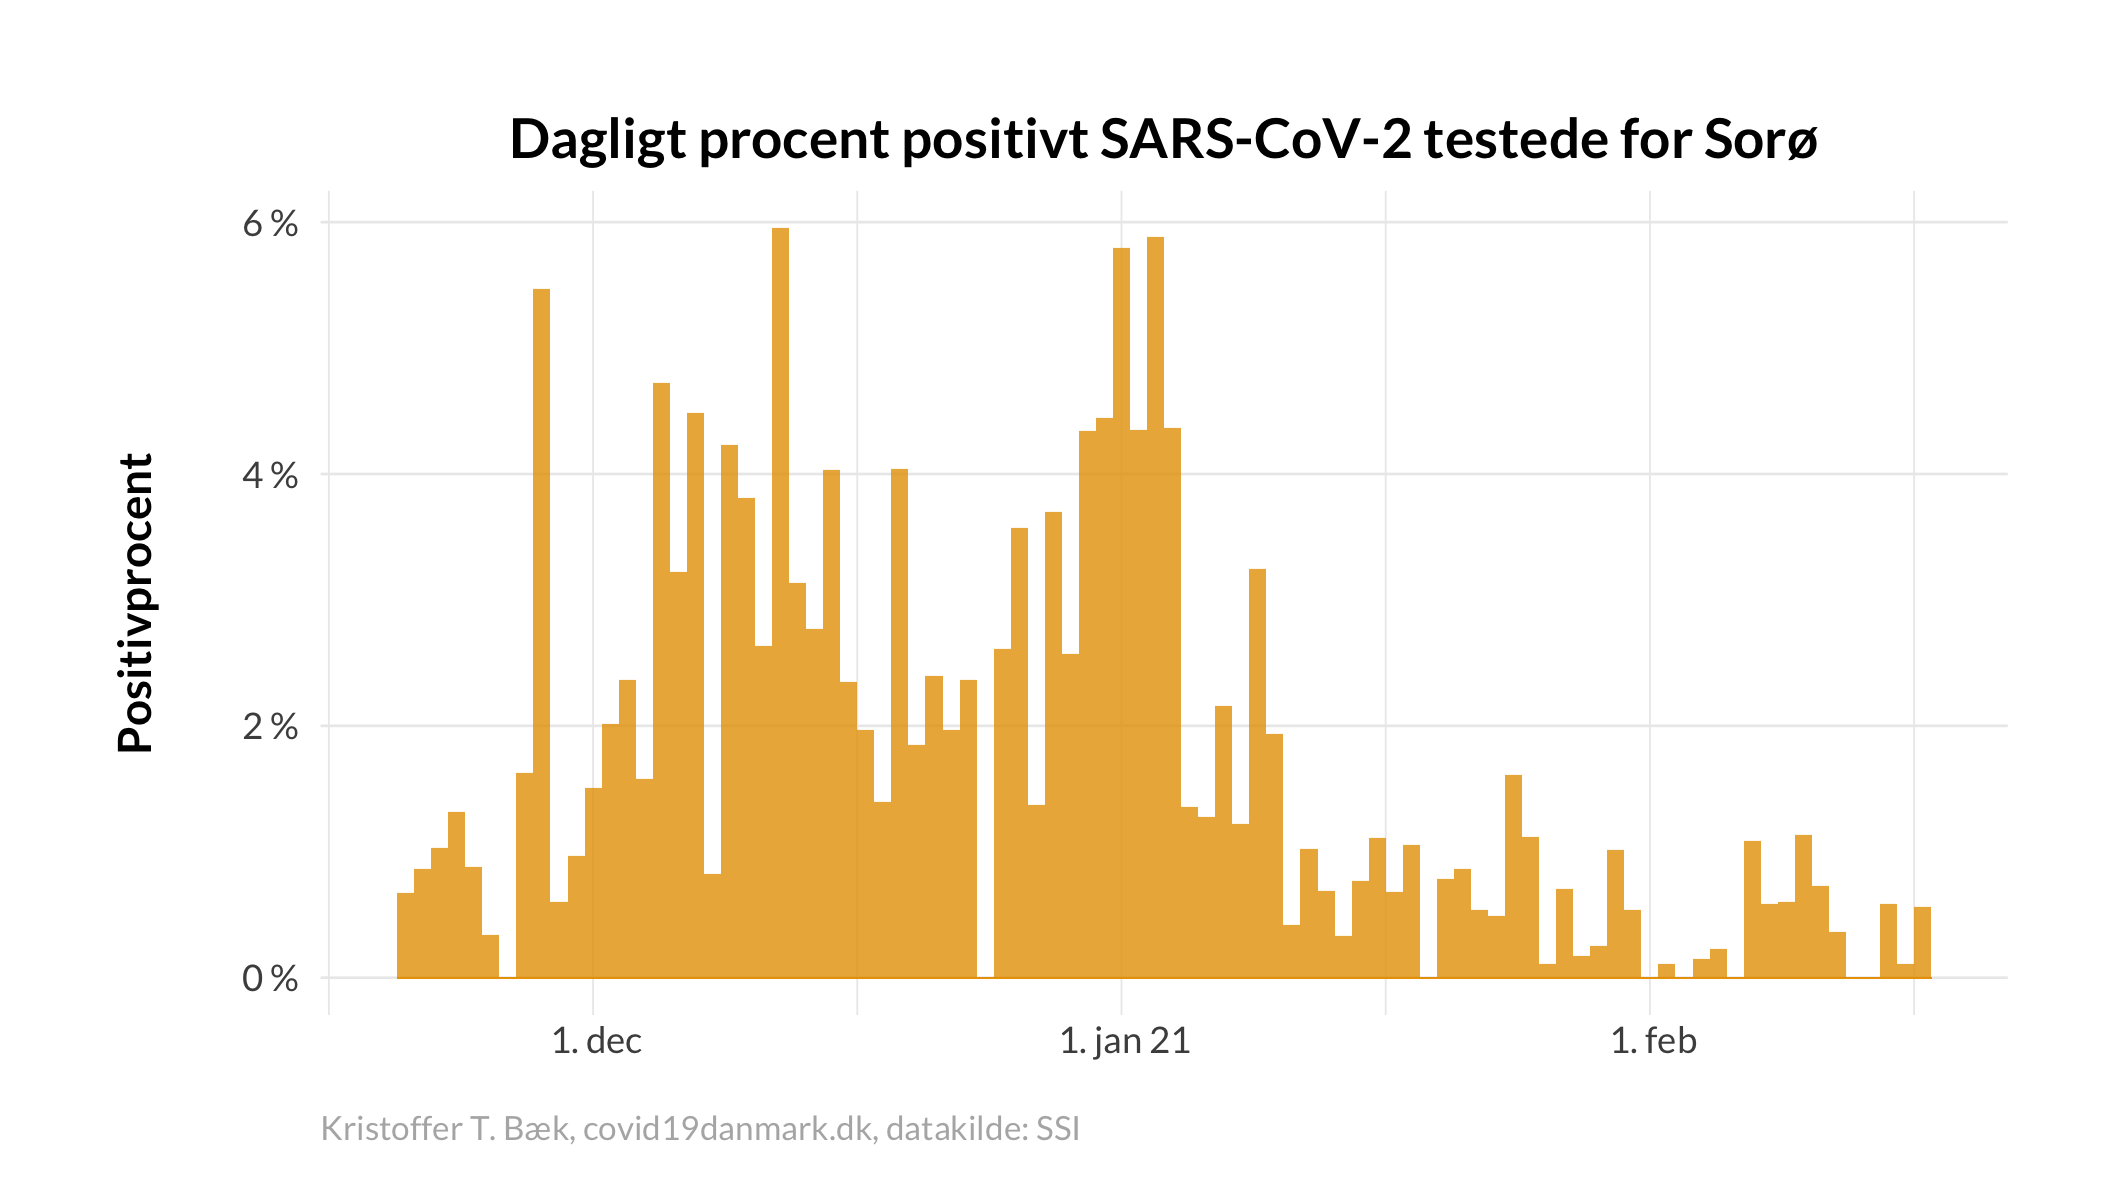 Dagligt procent positivt SARS-CoV-2 testede for Sorø
Positivprocent
6 %
4 %
2 %
0 %
1. dec
1. jan 21
1. feb
Kristoffer T. Bæk, covid19danmark.dk, datakilde: SSI